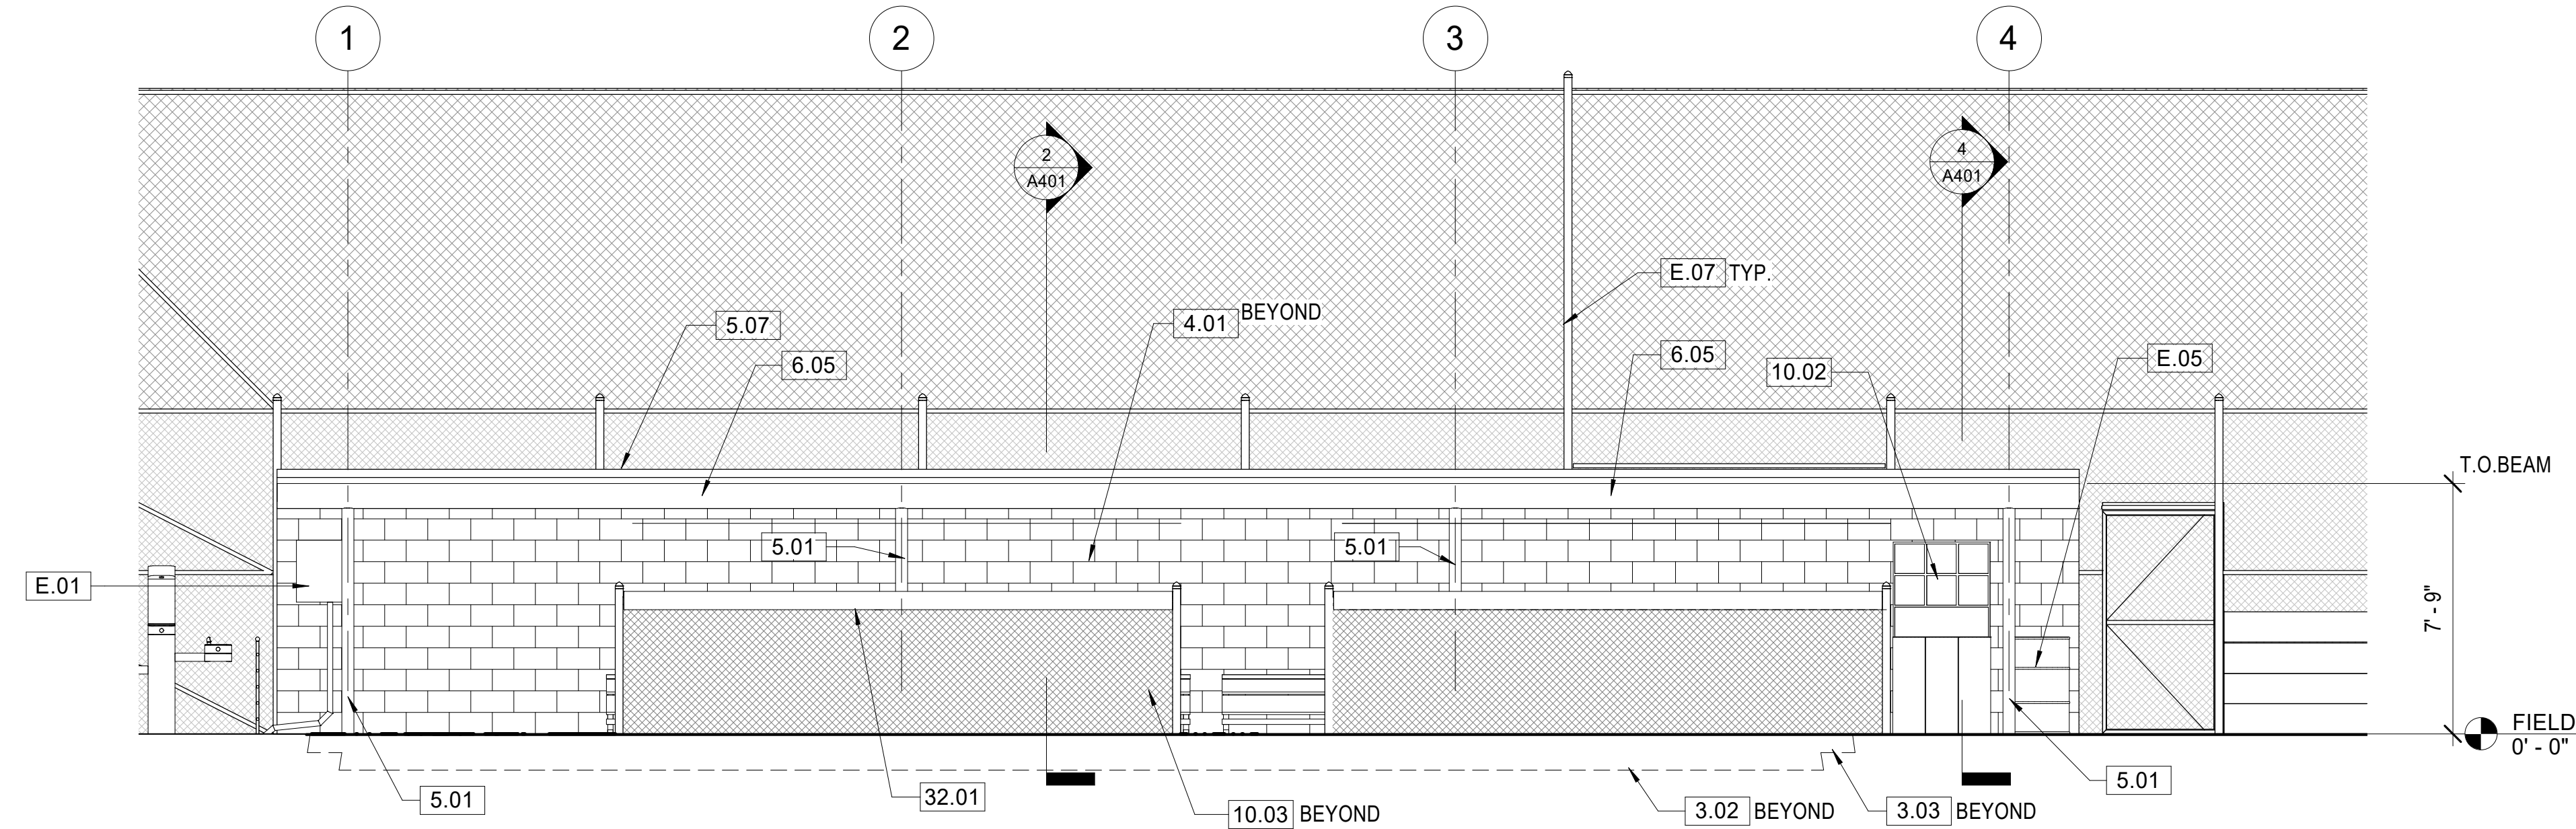 1
2
3
4
2
A401
4
A401
E.07 TYP.
4.01 BEYOND
5.07
6.05
6.05
10.02
E.05
T.O.BEAM
5.01
5.01
E.01
7' - 9"
FIELD
0' - 0"
5.01
32.01
10.03 BEYOND
3.02 BEYOND
3.03 BEYOND
5.01